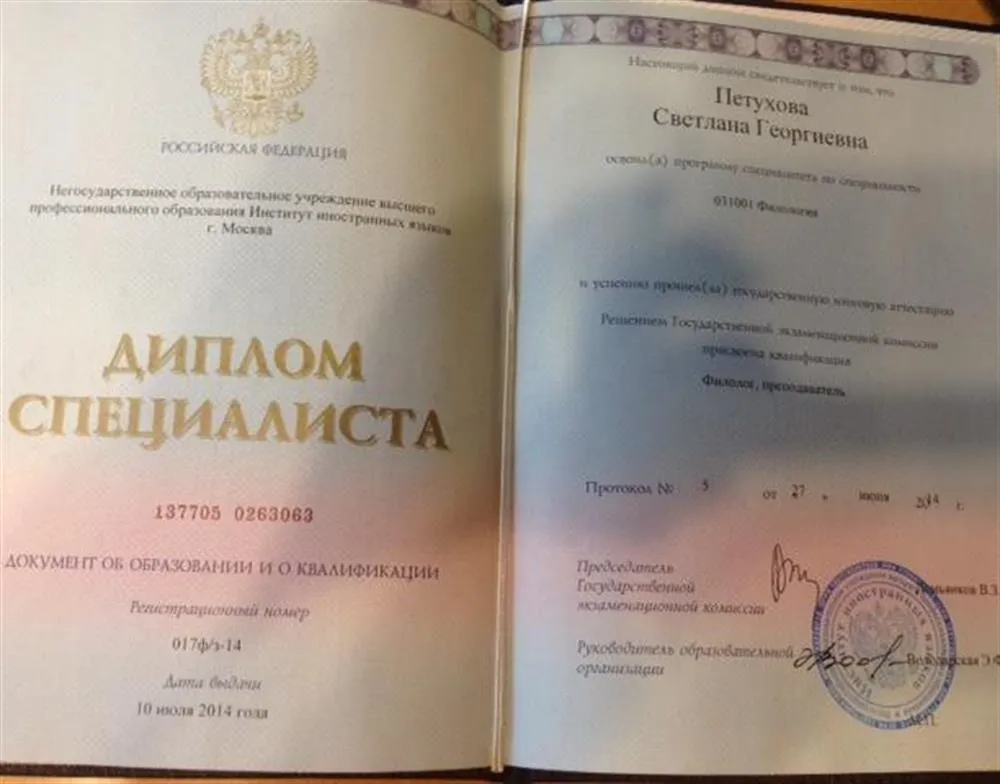 РОССИЙСКАЯ ФЕДЕРАЦИЯ
Негосударственное образовательное учреждение высшего
профессионального образования Институт иностранных языков
г. Москва
ДИПЛОМ
СПЕЦИАЛИСТА
137705 0263063
ДОКУМЕНТ ОБ ОБРАЗОВАНИИ И О КВАЛИФИКАЦИИ
Регистрационный номер
017ф/з-14
Дата выдачи
10 июля 2014 года
Настоящий диплом свидетельствует о том, что
Петухова
Светлана Георгиевна
освоил(а) программу специалитета по специальности
031001 Филология
и успешно прошел(ла) государственную итоговую аттестацию
Решением Государственной экзаменационной комиссии
присвоена квалификация
Филолог, преподаватель
Протокол № 5 от 27 " июня 2014 г.
Председатель
Государственной
экзаменационной комиссии
В.З.
Руководитель образовательной
организации
М.П.
Институт иностранных языков